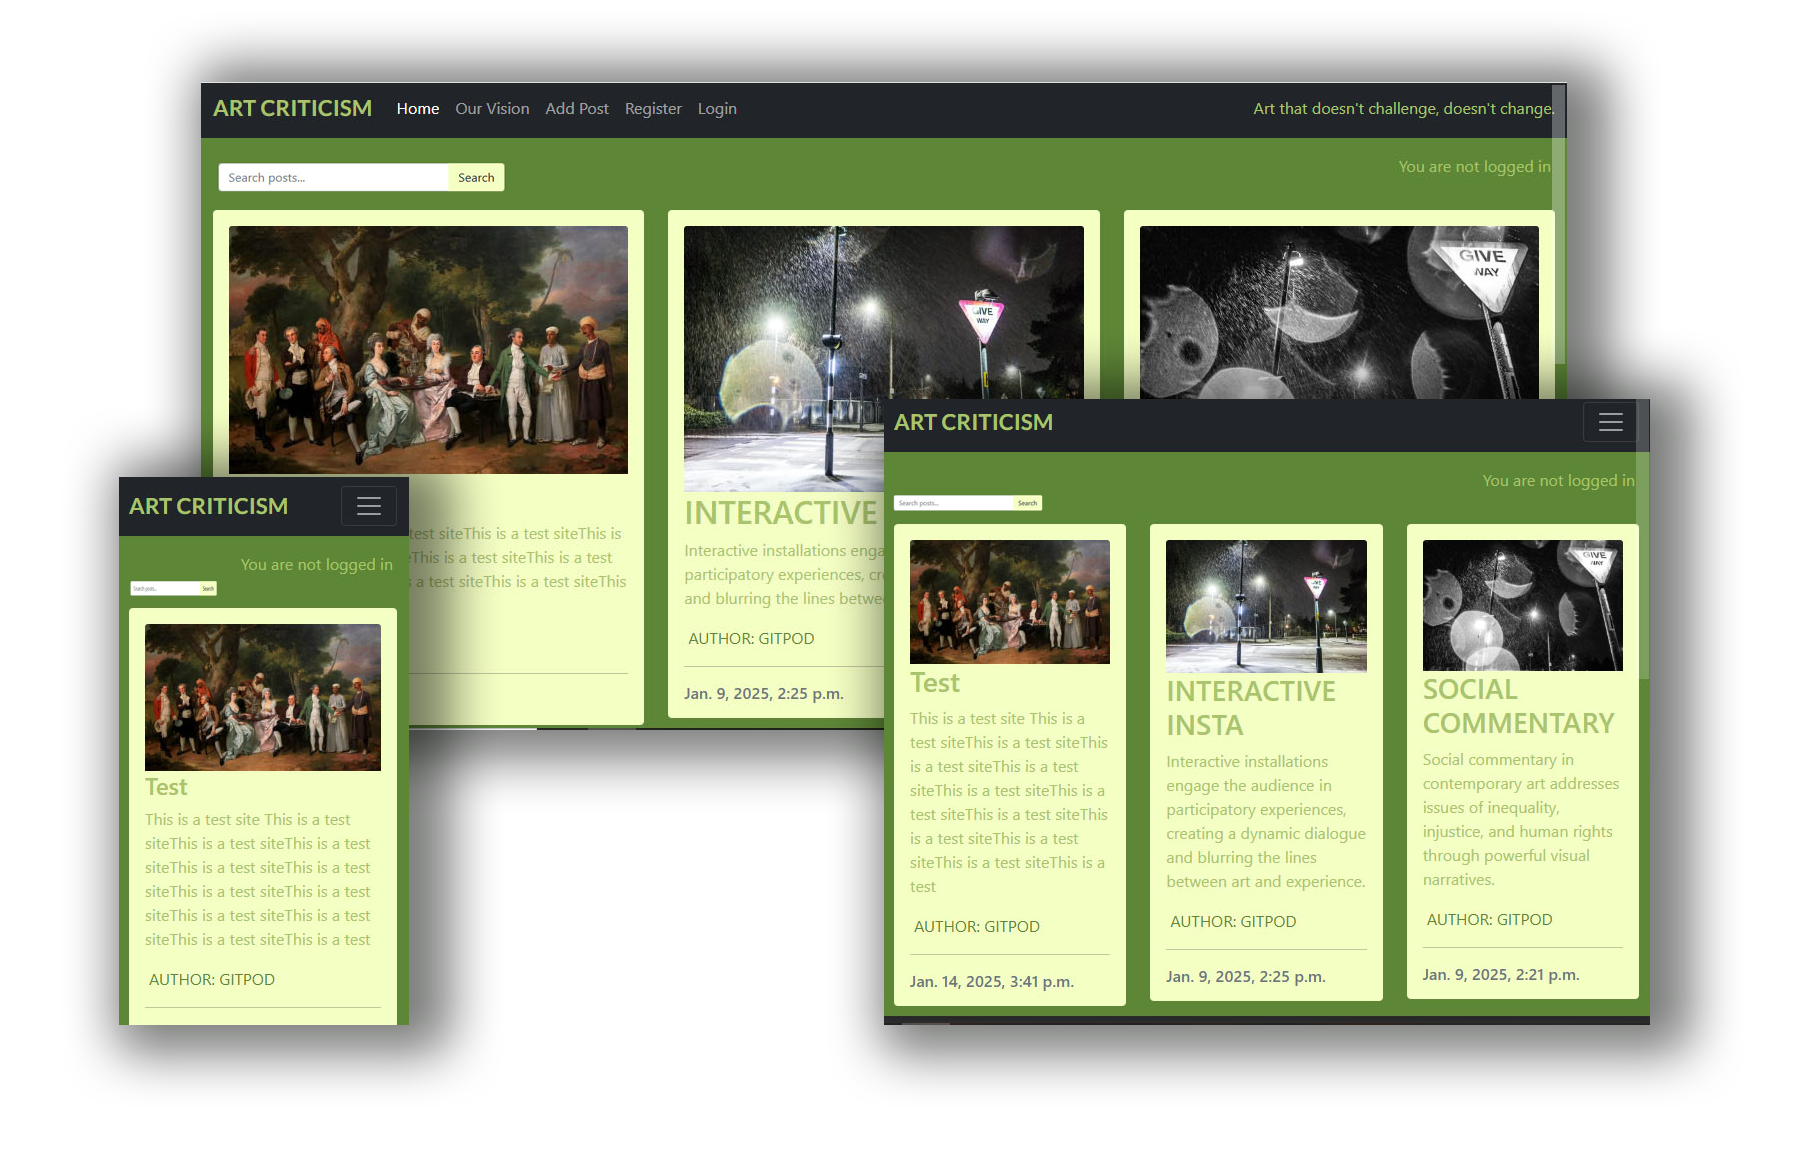 ART CRITICISM Home Our Vision Add Post Register Login Art that doesn't challenge, doesn't change.
You are not logged in
Search posts... Search
GIVE
WAY
GIVE
WAY
test siteThis is a test siteThis is
This is a test siteThis is a test
a test siteThis is a test siteThis
INTERACTIVE
Interactive installations enga
participatory experiences, cr
and blurring the lines betwe
AUTHOR: GITPOD
Jan. 9, 2025, 2:25 p.m.
ART CRITICISM
You are not logged in
Search posts... Search
Test
This is a test site This is a test
siteThis is a test siteThis is a test
siteThis is a test siteThis is a test
siteThis is a test siteThis is a test
siteThis is a test siteThis is a test
siteThis is a test siteThis is a test
AUTHOR: GITPOD
ART CRITICISM
You are not logged in
Search posts... Search
Test
This is a test site This is a
test siteThis is a test siteThis
is a test siteThis is a test
siteThis is a test siteThis is a
test siteThis is a test siteThis
is a test siteThis is a test
siteThis is a test siteThis is a
test
AUTHOR: GITPOD
Jan. 14, 2025, 3:41 p.m.
GIVE
WAY
INTERACTIVE
INSTA
Interactive installations
engage the audience in
participatory experiences,
creating a dynamic dialogue
and blurring the lines
between art and experience.
AUTHOR: GITPOD
Jan. 9, 2025, 2:25 p.m.
GIVE
WAY
SOCIAL
COMMENTARY
Social commentary in
contemporary art addresses
issues of inequality,
injustice, and human rights
through powerful visual
narratives.
AUTHOR: GITPOD
Jan. 9, 2025, 2:21 p.m.